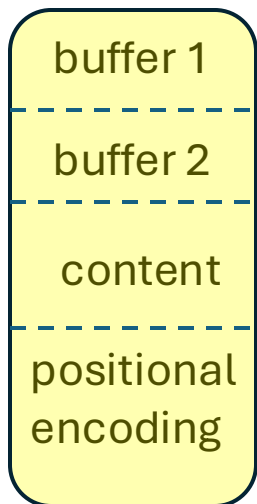 buffer 1
buffer 2
content
positional
encoding